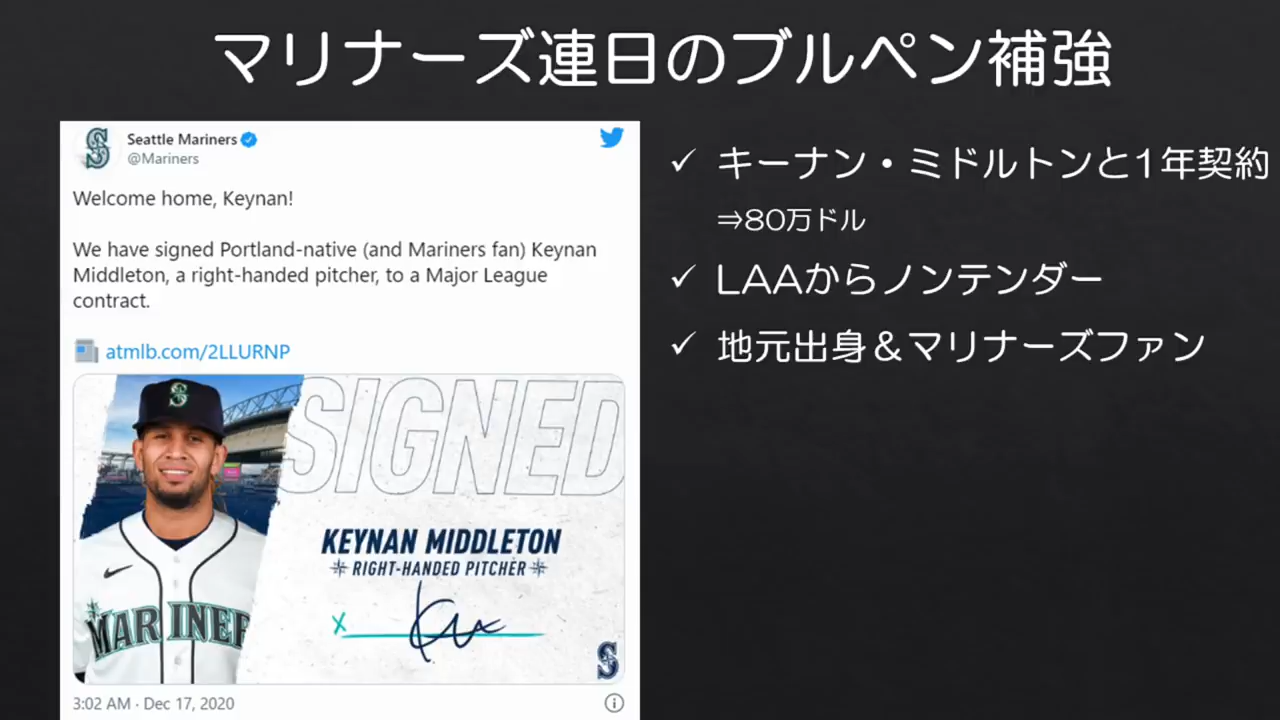 マリナーズ連日のブルペン補強
Seattle Mariners
@Mariners
Welcome home, Keynan!
We have signed Portland-native (and Mariners fan) Keynan
Middleton, a right-handed pitcher, to a Major League
contract.
atmlb.com/2LLURNP
SIGNED
KEYNAN MIDDLETON
RIGHT-HANDED PITCHER
x
MARINER
3:02 AM · Dec 17, 2020
✓ キーナン・ミドルトンと1年契約
⇒80万ドル
✓ LAAからノンテンダー
✓ 地元出身＆マリナーズファン